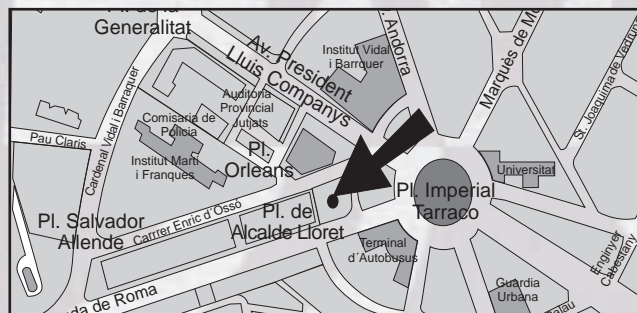 Generalitat
Av. President
Lluis Companys
Institut Vidal
i Barraquer
Andorra
Marquès de
St. Joaquima de Vedruna
Auditoria
Provincial
Jutjats
Comisaria de
Policia
Pau Claris
Cardenal Vidal i Barraquer
Institut Martí
i Franquès
Pl.
Orleans
Universitat
Pl. Imperial
Tarraco
Carrrer Enric d'Ossó
Pl. Salvador
Allende
Pl. de
Alcalde Lloret
Terminal
d´Autobusus
Enginyer
Cabestany
Guardia
Urbana
de Roma